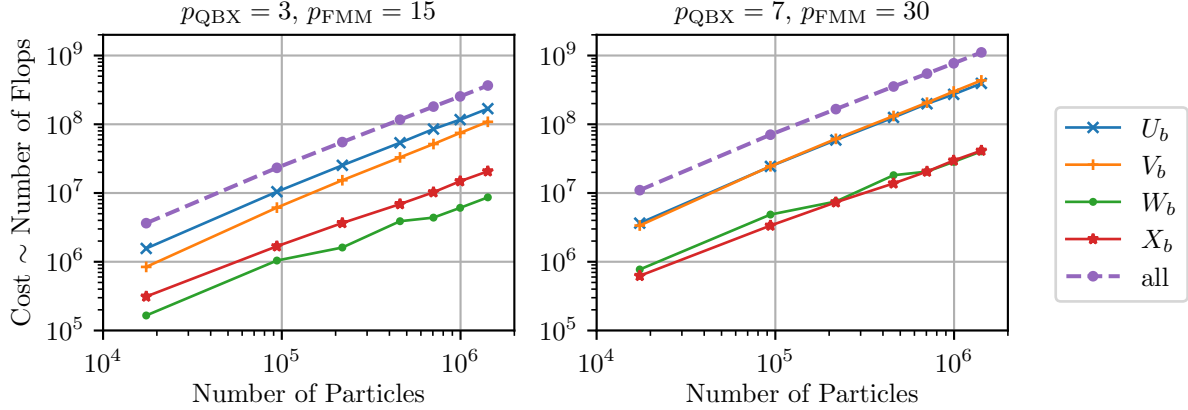 p_QBX = 3, p_FMM = 15
p_QBX = 7, p_FMM = 30
Cost ∼ Number of Flops
10^9
10^8
10^7
10^6
10^5
10^4
10^5
10^6
Number of Particles
10^9
10^8
10^7
10^6
10^5
10^4
10^5
10^6
Number of Particles
U_b
V_b
W_b
X_b
all